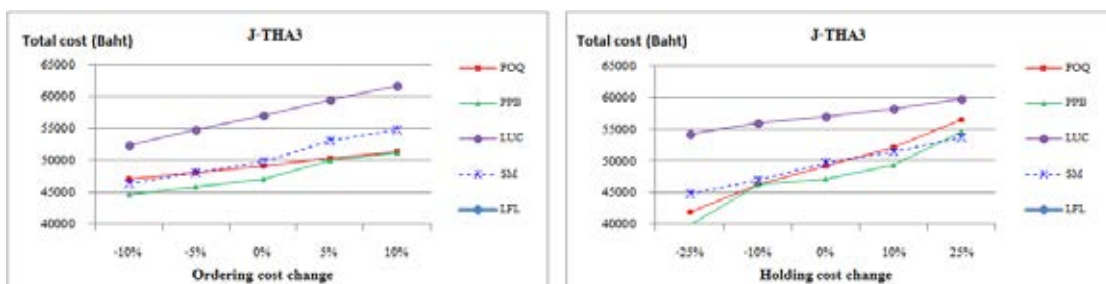 J-THA3
Total cost (Baht)
65000
60000
55000
50000
45000
40000
-10% -5% 0% 5% 10%
Ordering cost change
POQ
PPB
LUC
SM
LFL
J-THA3
Total cost (Baht)
65000
60000
55000
50000
45000
40000
-25% -10% 0% 10% 25%
Holding cost change
POQ
PPB
LUC
SM
LFL